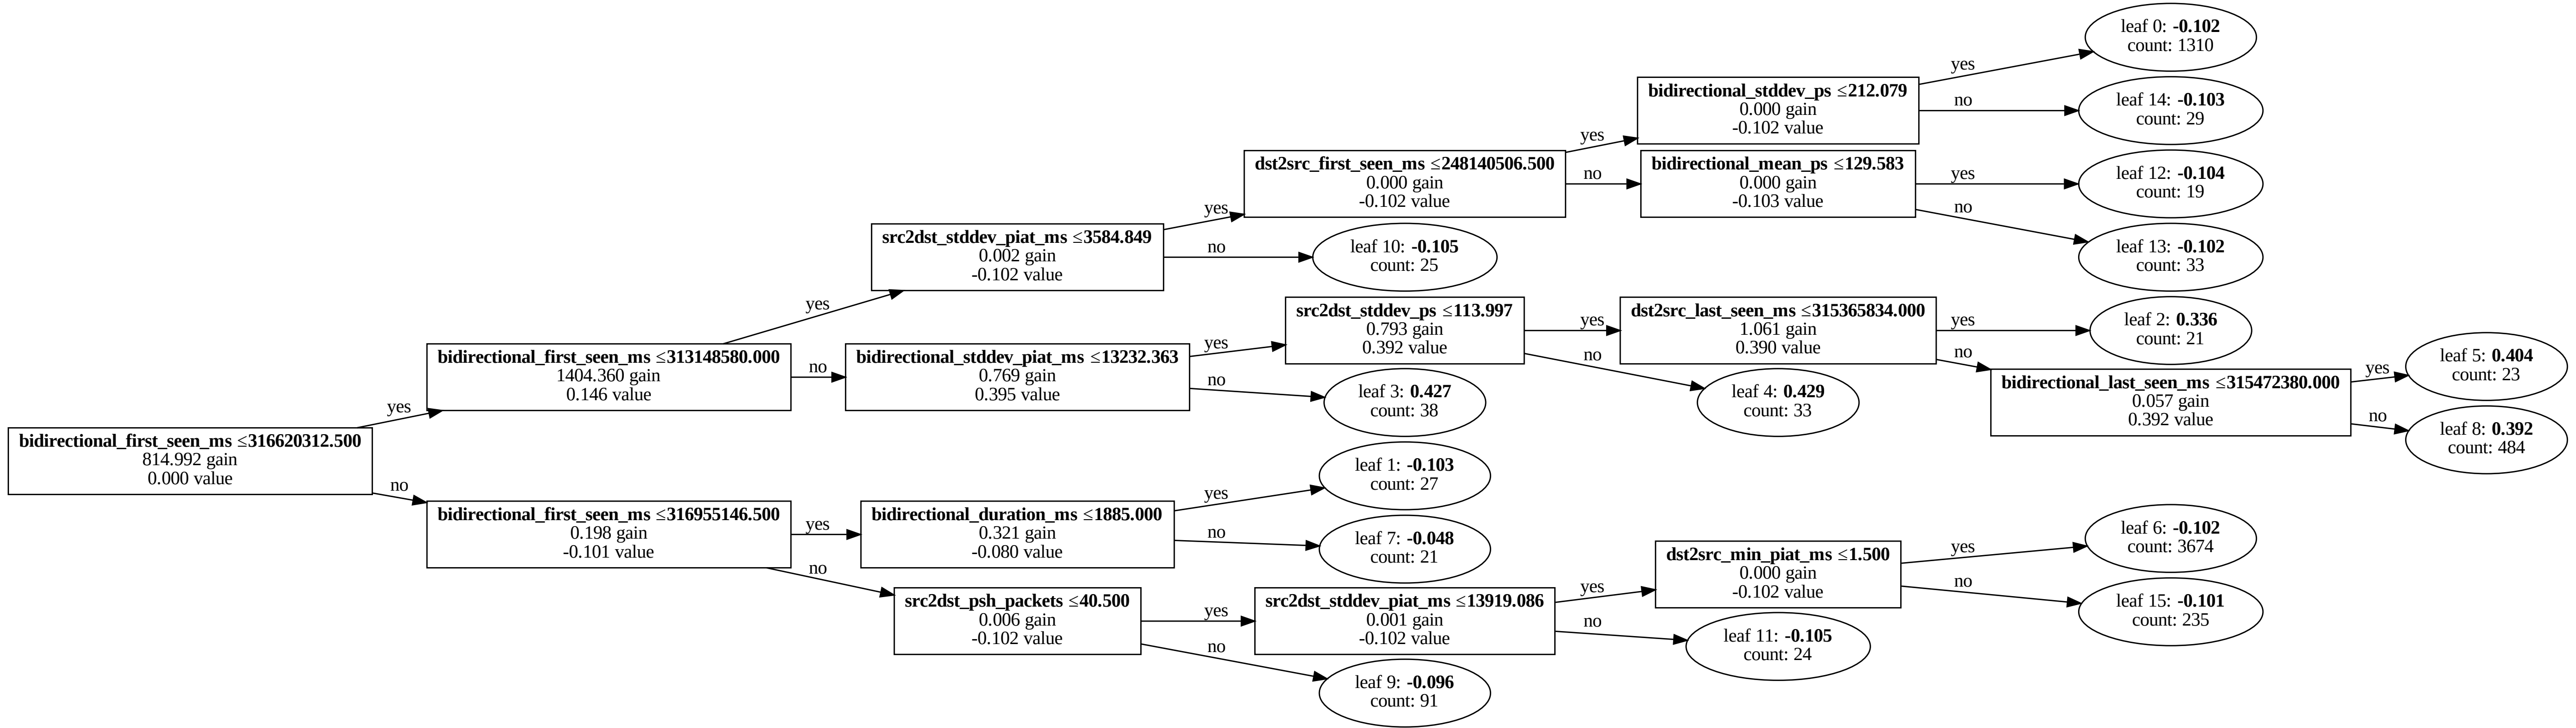 bidirectional_first_seen_ms ≤316620312.500
814.992 gain
0.000 value
yes
no
bidirectional_first_seen_ms ≤313148580.000
1404.360 gain
0.146 value
yes
no
bidirectional_first_seen_ms ≤316955146.500
0.198 gain
-0.101 value
yes
no
src2dst_stddev_piat_ms ≤3584.849
0.002 gain
-0.102 value
yes
no
bidirectional_stddev_piat_ms ≤13232.363
0.769 gain
0.395 value
yes
no
bidirectional_duration_ms ≤1885.000
0.321 gain
-0.080 value
yes
no
src2dst_psh_packets ≤40.500
0.006 gain
-0.102 value
yes
no
dst2src_first_seen_ms ≤248140506.500
0.000 gain
-0.102 value
yes
no
leaf 10: -0.105
count: 25
src2dst_stddev_ps ≤113.997
0.793 gain
0.392 value
yes
no
leaf 3: 0.427
count: 38
leaf 1: -0.103
count: 27
leaf 7: -0.048
count: 21
src2dst_stddev_piat_ms ≤13919.086
0.001 gain
-0.102 value
yes
no
leaf 9: -0.096
count: 91
bidirectional_stddev_ps ≤212.079
0.000 gain
-0.102 value
yes
no
bidirectional_mean_ps ≤129.583
0.000 gain
-0.103 value
yes
no
dst2src_last_seen_ms ≤315365834.000
1.061 gain
0.390 value
yes
no
leaf 4: 0.429
count: 33
dst2src_min_piat_ms ≤1.500
0.000 gain
-0.102 value
yes
no
leaf 11: -0.105
count: 24
leaf 0: -0.102
count: 1310
leaf 14: -0.103
count: 29
leaf 12: -0.104
count: 19
leaf 13: -0.102
count: 33
leaf 2: 0.336
count: 21
bidirectional_last_seen_ms ≤315472380.000
0.057 gain
0.392 value
yes
no
leaf 6: -0.102
count: 3674
leaf 15: -0.101
count: 235
leaf 5: 0.404
count: 23
leaf 8: 0.392
count: 484